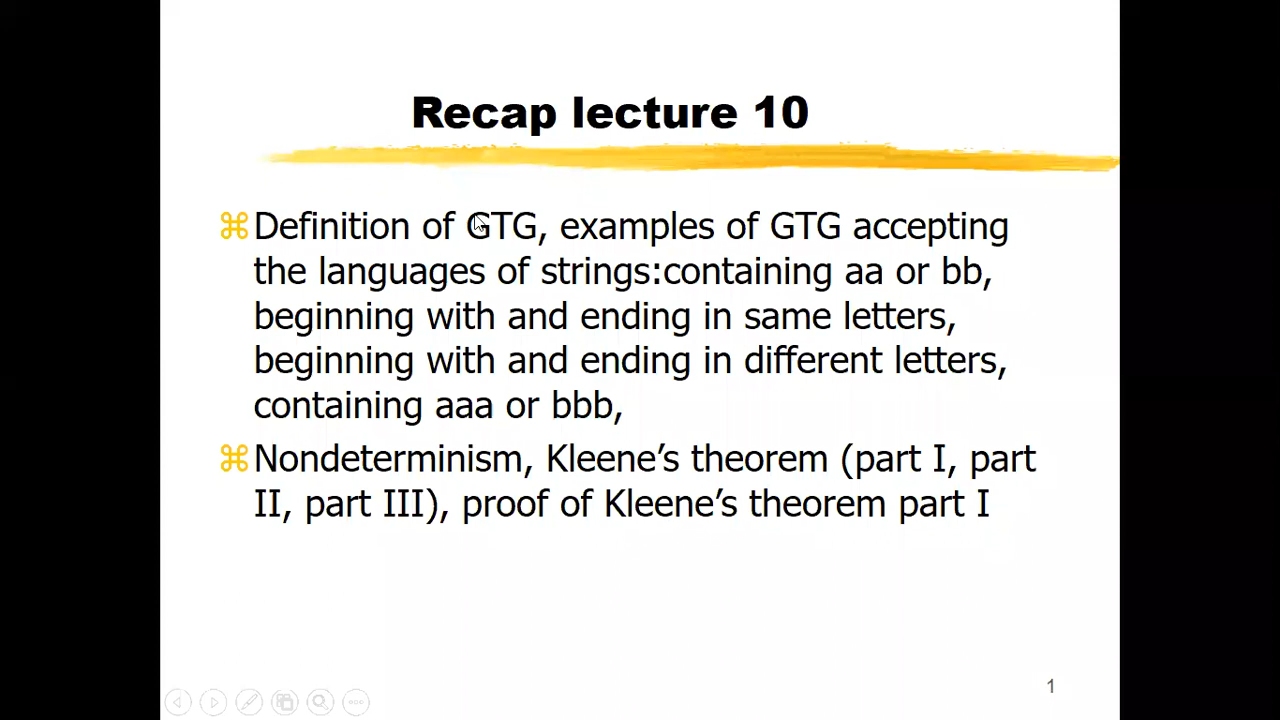 Recap lecture 10
⌘Definition of GTG, examples of GTG accepting
the languages of strings:containing aa or bb,
beginning with and ending in same letters,
beginning with and ending in different letters,
containing aaa or bbb,
⌘Nondeterminism, Kleene’s theorem (part I, part
II, part III), proof of Kleene’s theorem part I
1